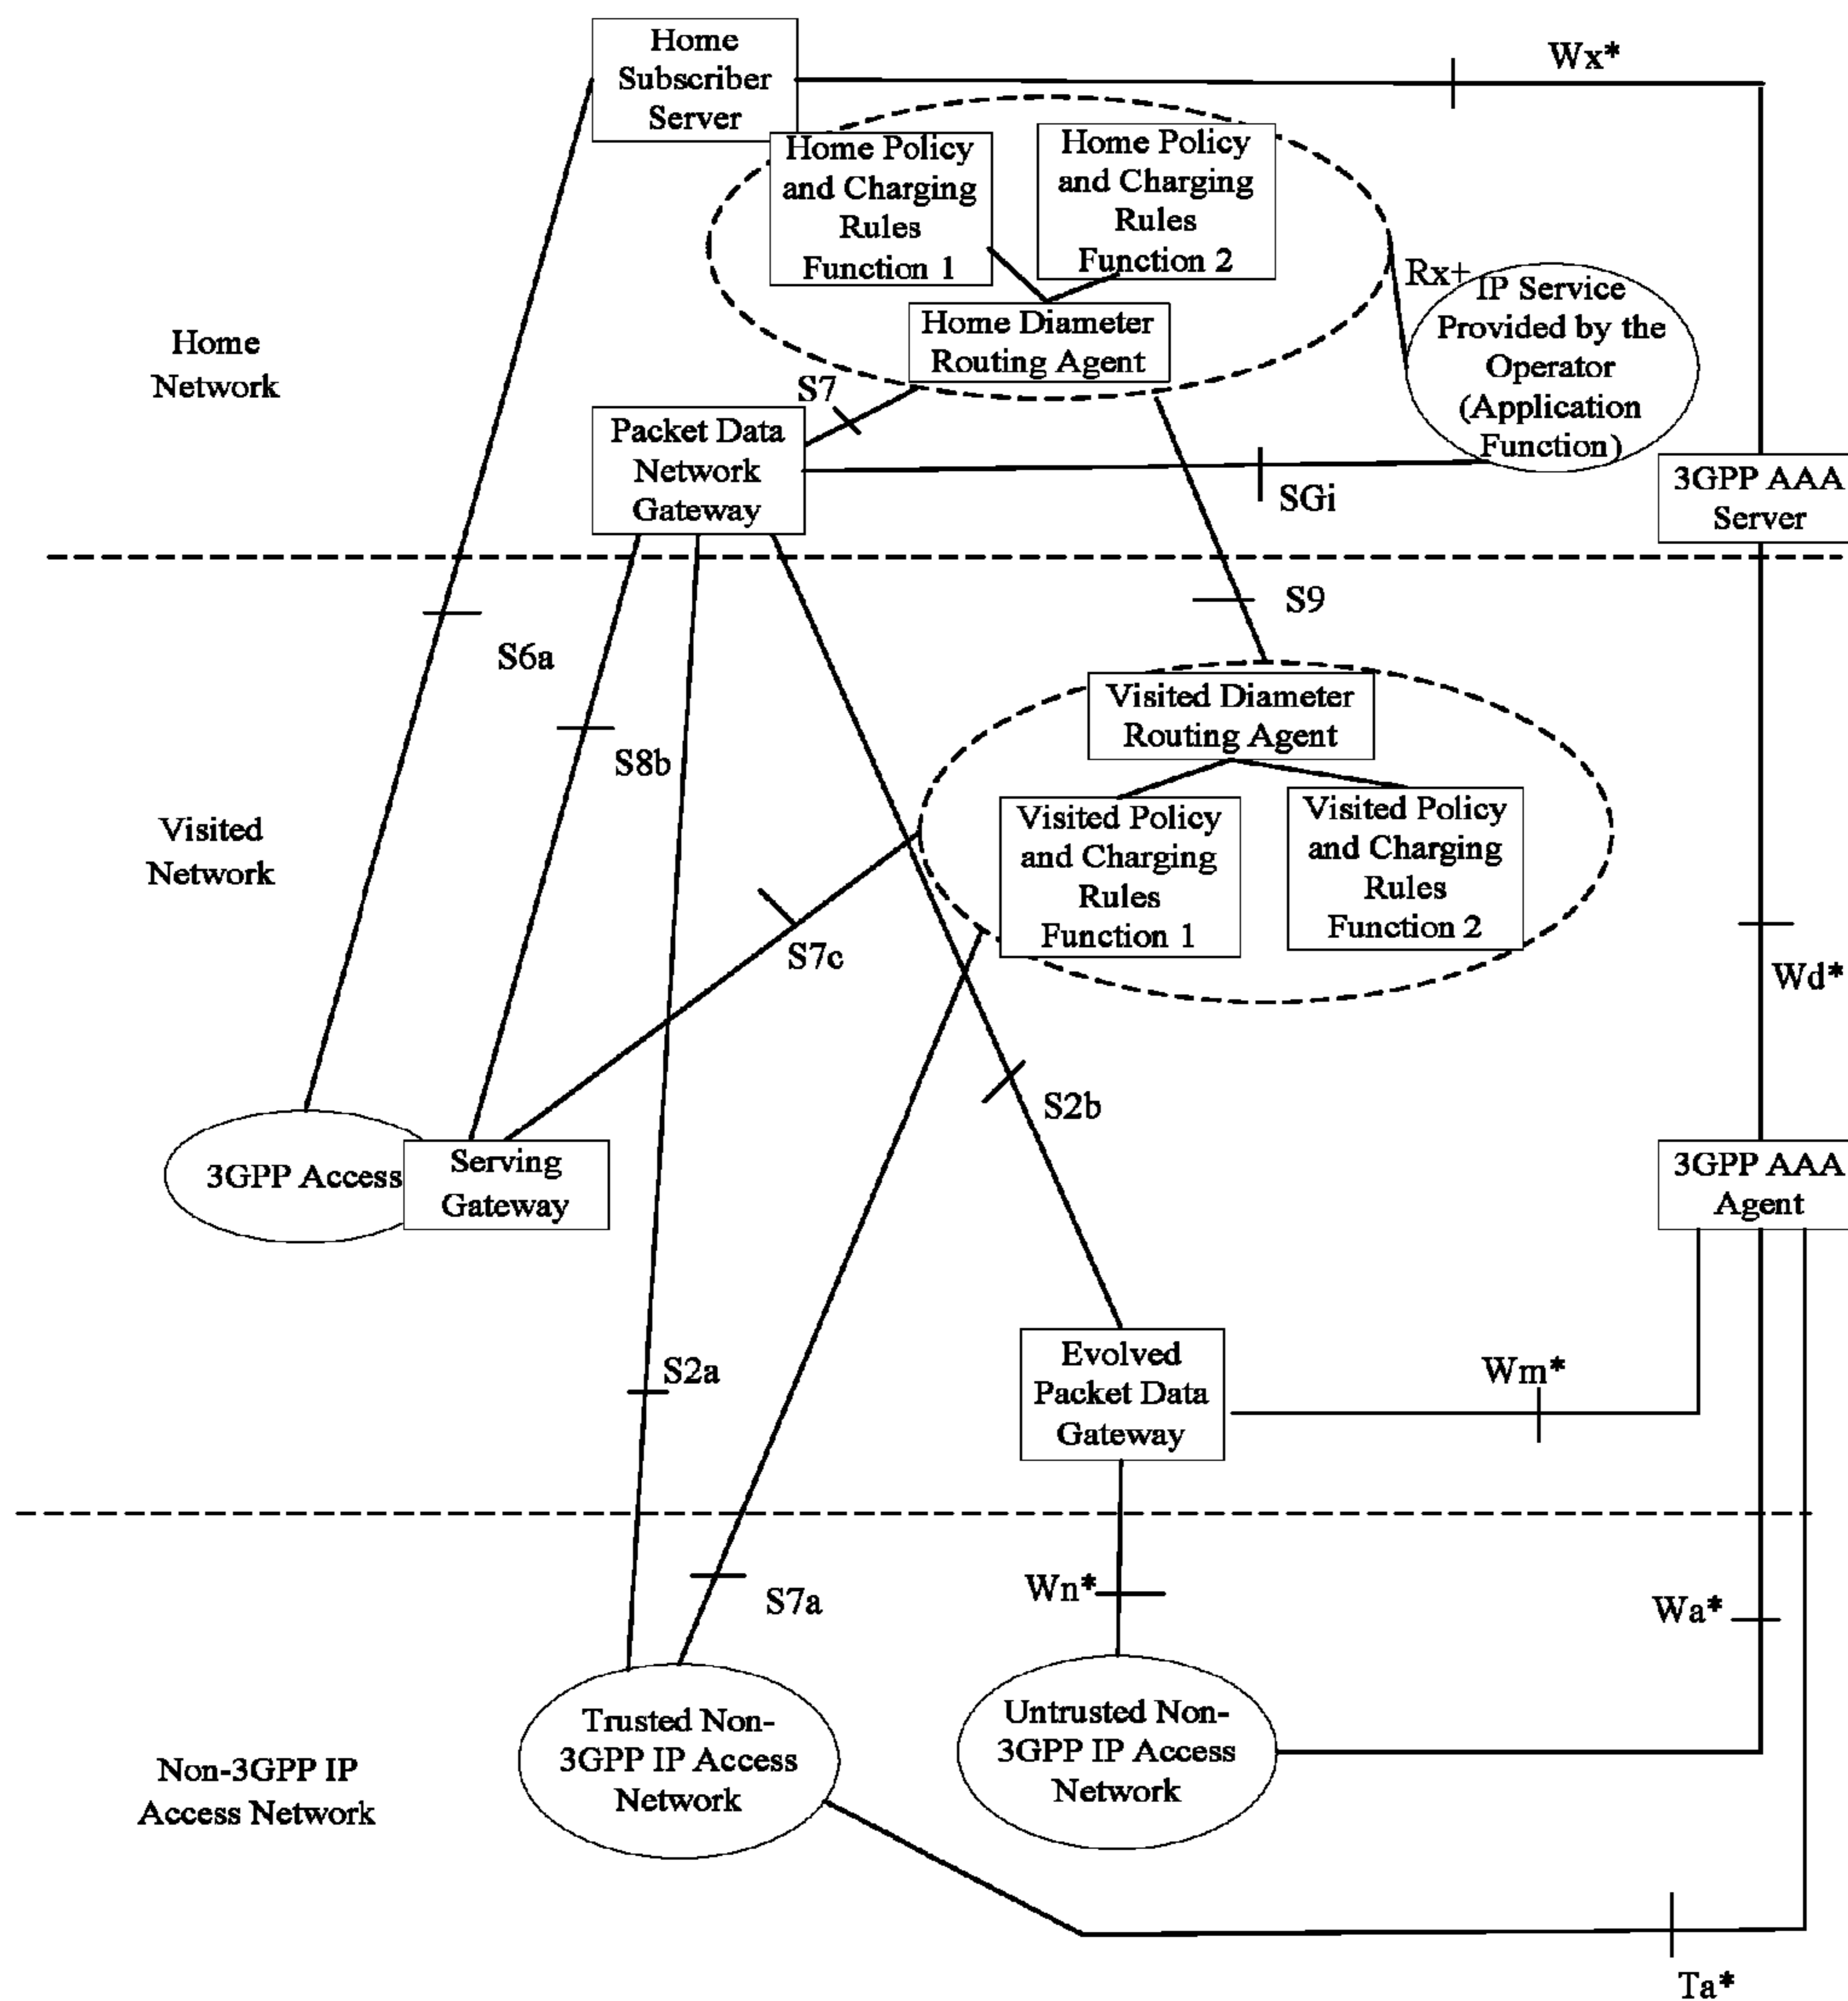 Home
Subscriber
Server
Wx*
Home Policy
and Charging
Rules
Function 1
Home Policy
and Charging
Rules
Function 2
Rx+
IP Service
Provided by the
Operator
(Application
Function)
Home Diameter
Routing Agent
Home
Network
S7
Packet Data
Network
Gateway
SGi
3GPP AAA
Server
S9
S6a
S8b
Visited Diameter
Routing Agent
Visited Policy
and Charging
Rules
Function 1
Visited Policy
and Charging
Rules
Function 2
Visited
Network
S7c
Wd*
S2b
3GPP Access
Serving
Gateway
3GPP AAA
Agent
S2a
Evolved
Packet Data
Gateway
Wm*
S7a
Wn*
Wa*
Trusted Non-
3GPP IP Access
Network
Untrusted Non-
3GPP IP Access
Network
Non-3GPP IP
Access Network
Ta*